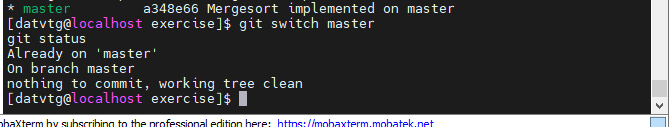 * master        a348e66 Mergesort implemented on master
[datvtg@localhost exercise]$ git switch master
git status
Already on 'master'
On branch master
nothing to commit, working tree clean
[datvtg@localhost exercise]$
obaXterm by subscribing to the professional edition here: https://mobaxterm.mobatek.net